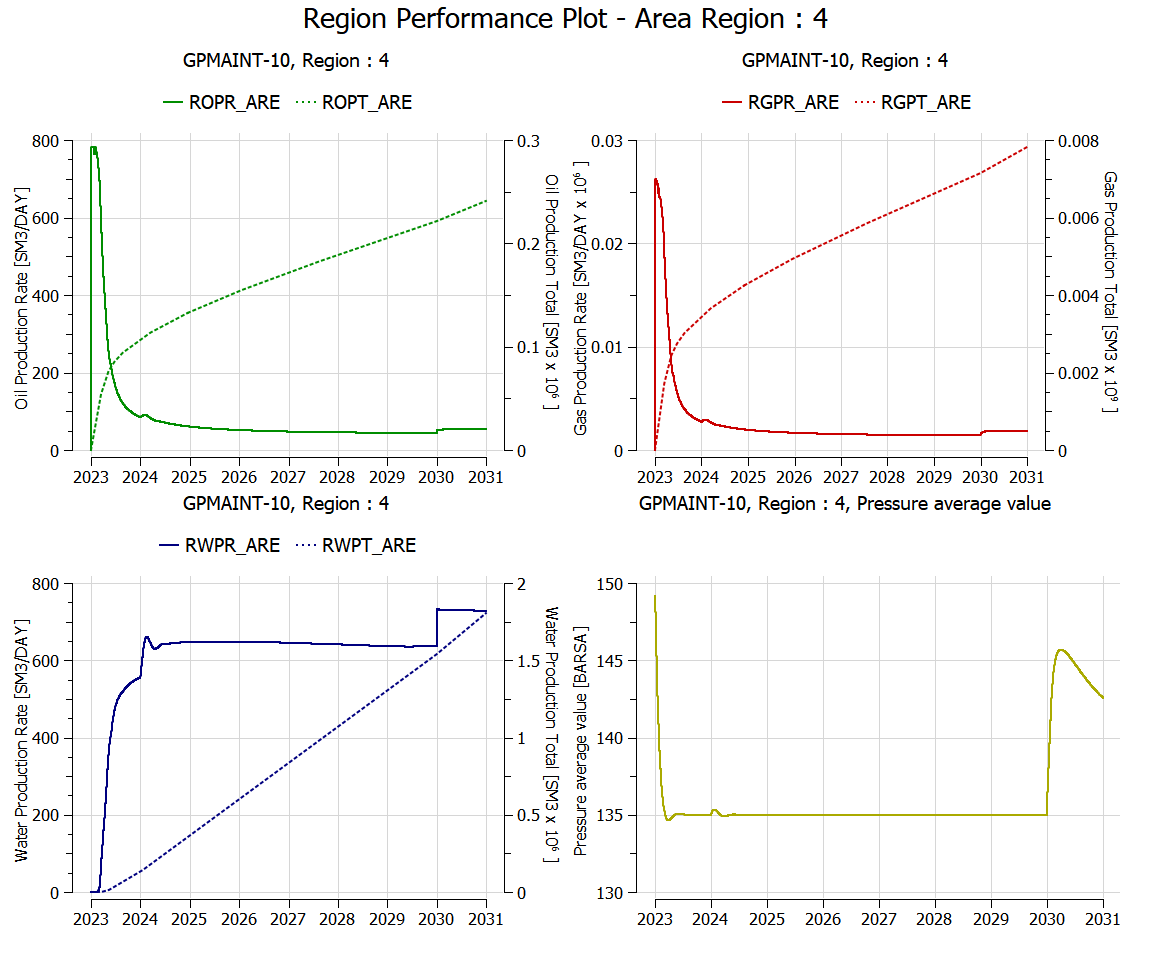 Region Performance Plot - Area Region : 4
GPMAINT-10, Region : 4
ROPR_ARE ROPT_ARE
800
600
400
200
0
Oil Production Rate [SM3/DAY]
0.3
0.2
0.1
0
Oil Production Total [SM3 x 10⁶ ]
2023 2024 2025 2026 2027 2028 2029 2030 2031
GPMAINT-10, Region : 4
RGPR_ARE RGPT_ARE
0.03
0.02
0.01
0
Gas Production Rate [SM3/DAY x 10⁶ ]
0.008
0.006
0.004
0.002
0
Gas Production Total [SM3 x 10⁹ ]
2023 2024 2025 2026 2027 2028 2029 2030 2031
GPMAINT-10, Region : 4
RWPR_ARE RWPT_ARE
800
600
400
200
0
Water Production Rate [SM3/DAY]
2
1.5
1
0.5
0
Water Production Total [SM3 x 10⁶ ]
2023 2024 2025 2026 2027 2028 2029 2030 2031
GPMAINT-10, Region : 4, Pressure average value
150
145
140
135
130
Pressure average value [BARSA]
2023 2024 2025 2026 2027 2028 2029 2030 2031